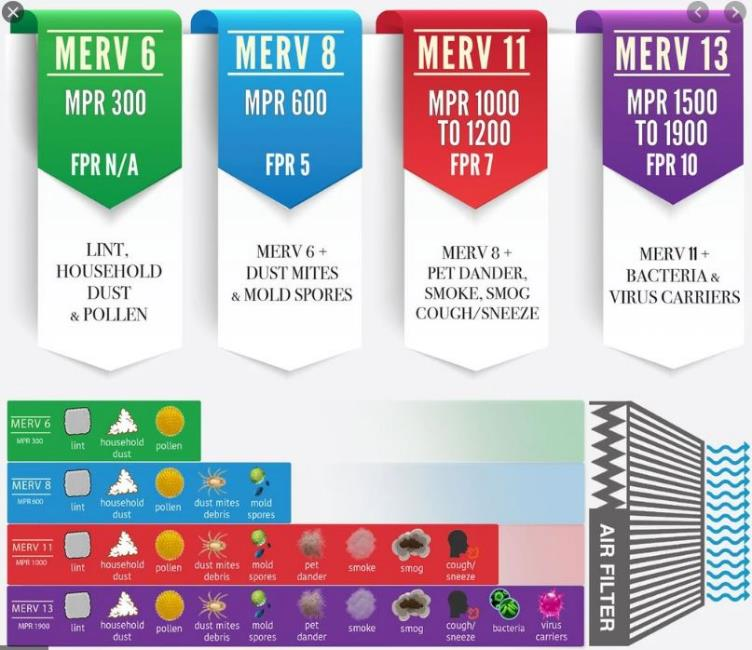 MERV 6
MPR 300
FPR N/A
LINT,
HOUSEHOLD
DUST
& POLLEN
MERV 8
MPR 600
FPR 5
MERV 6 +
DUST MITES
& MOLD SPORES
MERV 11
MPR 1000
TO 1200
FPR 7
MERV 8 +
PET DANDER,
SMOKE, SMOG
COUGH/SNEEZE
MERV 13
MPR 1500
TO 1900
FPR 10
MERV 11 +
BACTERIA &
VIRUS CARRIERS
MERV 6
MPR 300
lint
household
dust
pollen
MERV 8
MPR 600
lint
household
dust
pollen
dust mites
debris
mold
spores
MERV 11
MPR 1000
lint
household
dust
pollen
dust mites
debris
mold
spores
pet
dander
smoke
smog
cough/
sneeze
MERV 13
MPR 1900
lint
household
dust
pollen
dust mites
debris
mold
spores
pet
dander
smoke
smog
cough/
sneeze
bacteria
virus
carriers
AIR FILTER